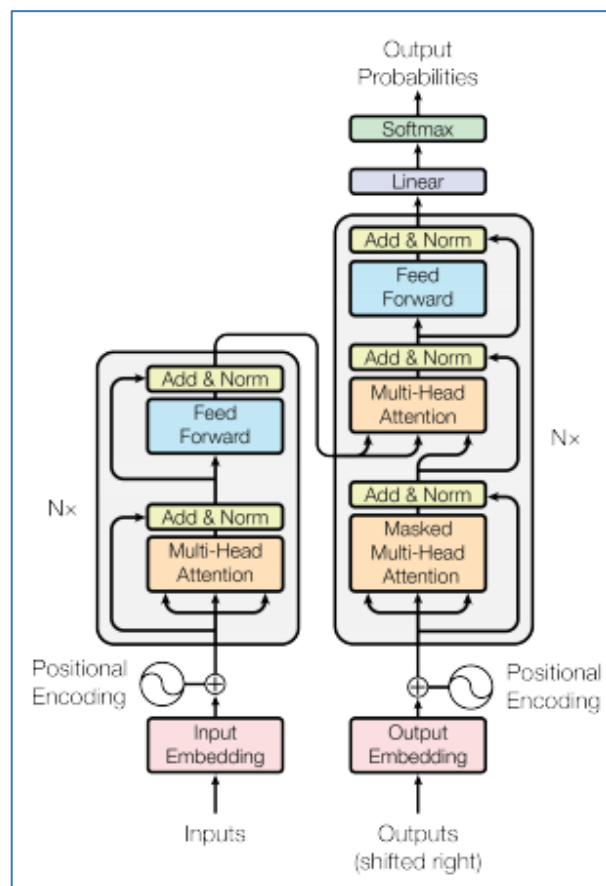 Output
Probabilities
Softmax
Linear
Add & Norm
Feed
Forward
Add & Norm
Multi-Head
Attention
Add & Norm
Masked
Multi-Head
Attention
Nx
Add & Norm
Feed
Forward
Add & Norm
Multi-Head
Attention
Nx
Positional
Encoding
Positional
Encoding
Input
Embedding
Output
Embedding
Inputs
Outputs
(shifted right)